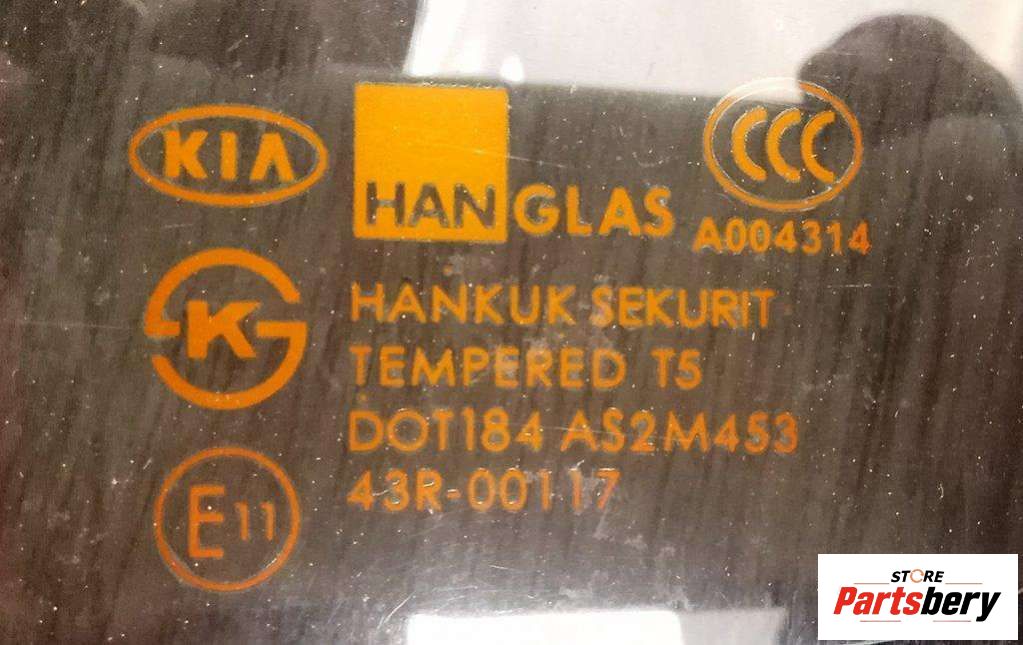 KIA
HANGLAS
CCC
A004314
K
HANKUK SEKURIT
TEMPERED T5
DOT184 AS2M453
43R-00117
E11
STORE
Partsbery